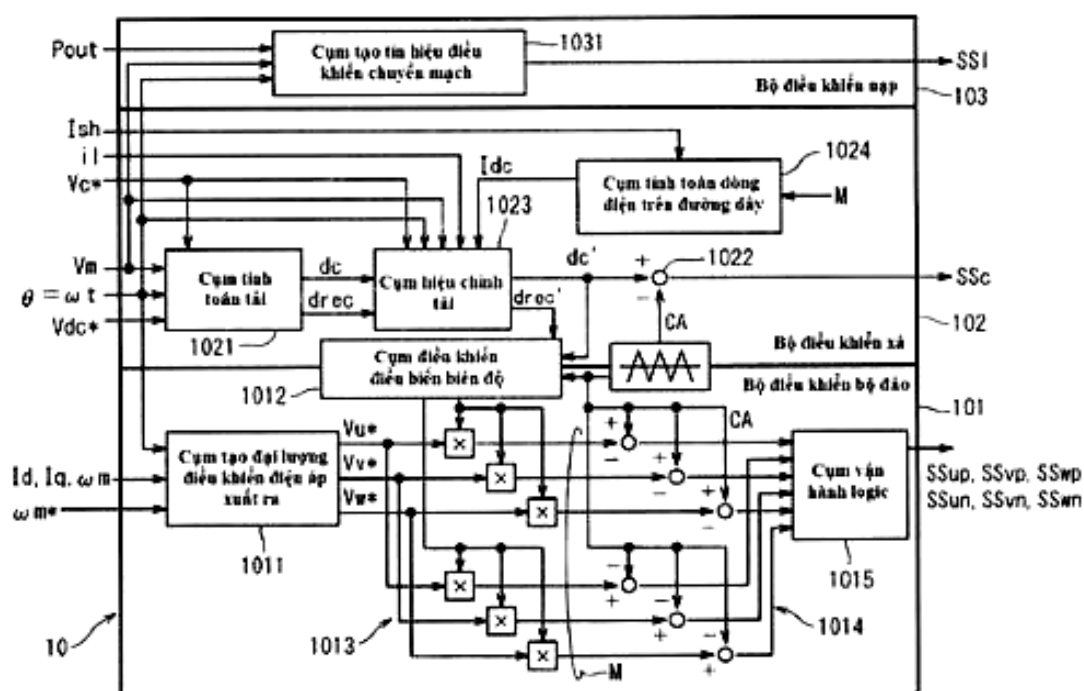 Pout
Cụm tạo tín hiệu điều
khiển chuyển mạch
1031
SSl
Bộ điều khiển nạp
103
Ish
il
Vc*
Idc
1023
Cụm tính toán dòng
điện trên đường dây
1024
M
Vm
θ = ωt
Vdc*
Cụm tính
toán tải
1021
dc
drec
Cụm hiệu chỉnh
tải
dc'
drec'
+
-
1022
SSc
CA
102
Bộ điều khiển xả
Cụm điều khiển
điều biến biên độ
1012
Bộ điều khiển bộ đảo
101
Id, Iq, ωm
ωm*
Cụm tạo đại lượng
điều khiển điện áp
xuất ra
1011
Vu*
Vv*
Vw*
×
×
×
+
-
+
-
+
-
CA
Cụm vận
hành logic
1015
SSup, SSvp, SSwp
SSun, SSvn, SSwn
×
×
×
-
+
-
+
-
+
10
1013
M
1014